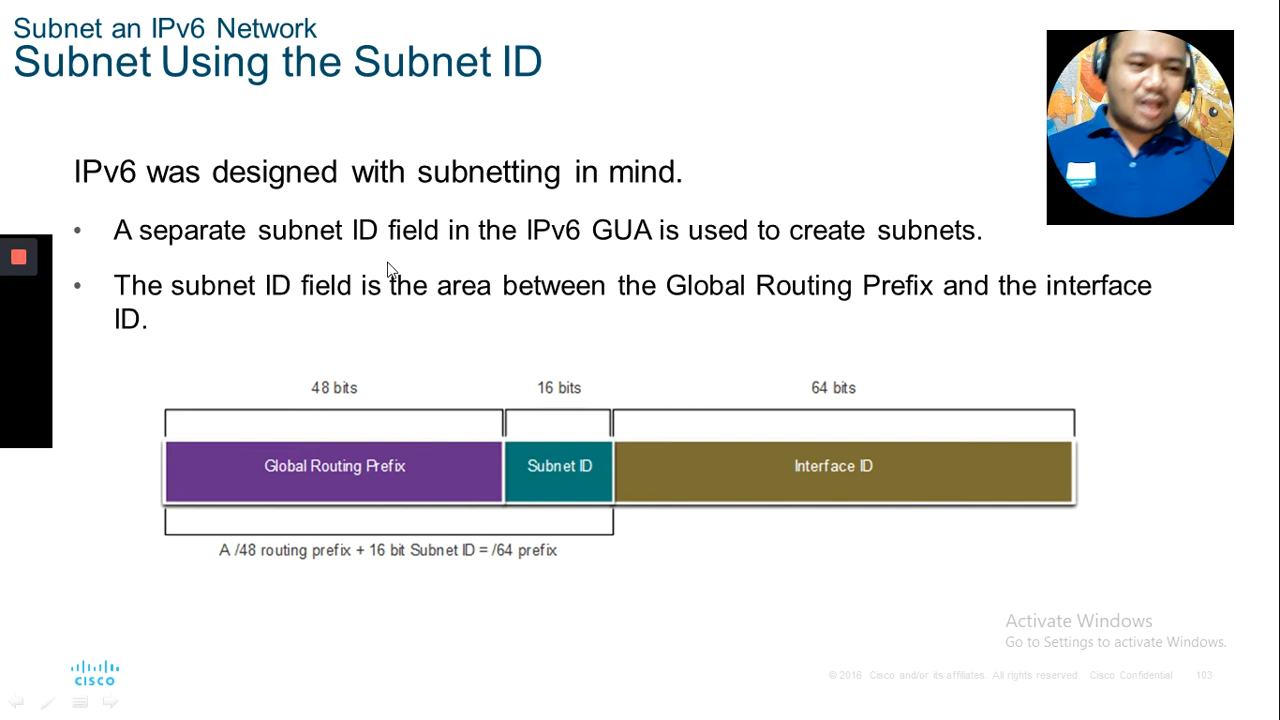 Subnet an IPv6 Network
Subnet Using the Subnet ID
IPv6 was designed with subnetting in mind.
• A separate subnet ID field in the IPv6 GUA is used to create subnets.
• The subnet ID field is the area between the Global Routing Prefix and the interface
ID.
48 bits 16 bits 64 bits
Global Routing Prefix Subnet ID Interface ID
A /48 routing prefix + 16 bit Subnet ID = /64 prefix
Activate Windows
Go to Settings to activate Windows.
CISCO
© 2016 Cisco and/or its affiliates. All rights reserved. Cisco Confidential 103